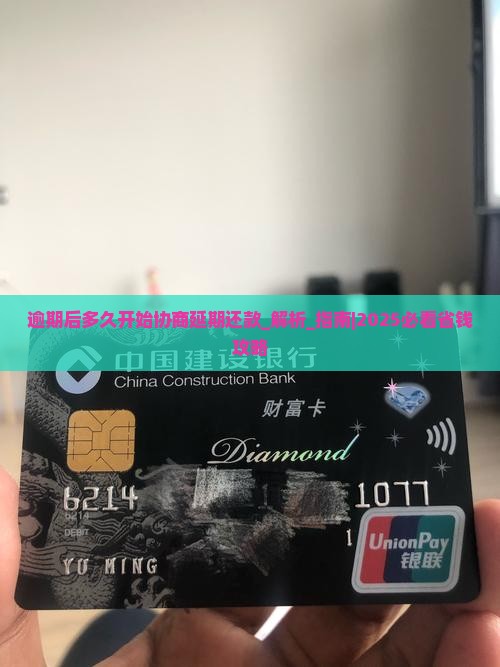 逾期后多久开始协商延期还款_解析_指南|2025必看省钱
攻略
中国建设银行
China Construction Bank
财富卡
Diamond
6214 1077
6214
DEBIT
1
YU MING
UnionPay
银联